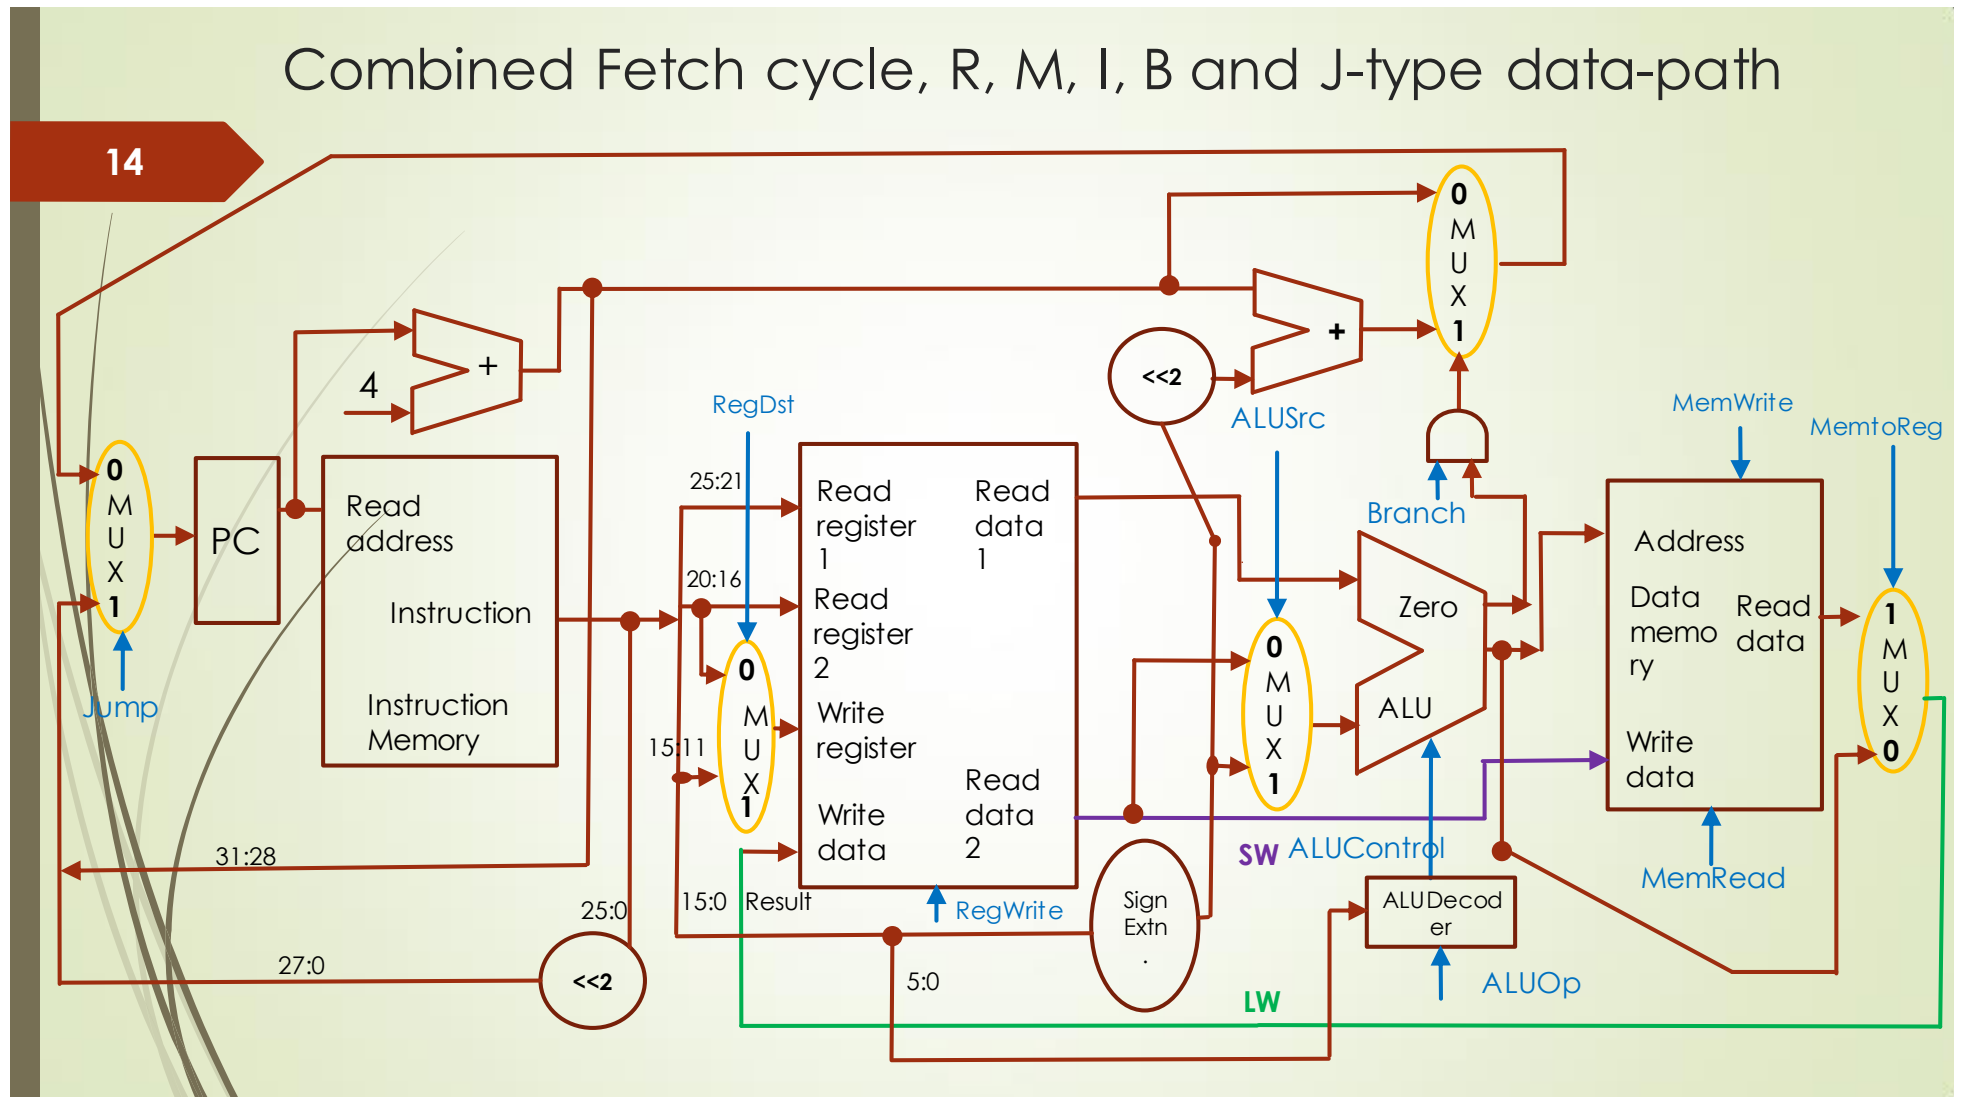 Combined Fetch cycle, R, M, I, B and J-type data-path
14
0
M
U
X
1
+
<<2
+
4
RegDst
ALUSrc
MemWrite
MemtoReg
0
M
U
X
1
Jump
PC
Read
address
Instruction
Instruction
Memory
25:21
20:16
15:11
15:0
0
M
U
X
1
Read
register
1
Read
register
2
Write
register
Write
data
Read
data
1
Read
data
2
Result
RegWrite
0
M
U
X
1
Branch
Zero
ALU
ALUControl
SW
Address
Data
memo
ry
Read
data
Write
data
MemRead
1
M
U
X
0
31:28
25:0
<<2
27:0
Sign
Extn
.
5:0
ALUDecod
er
ALUOp
LW